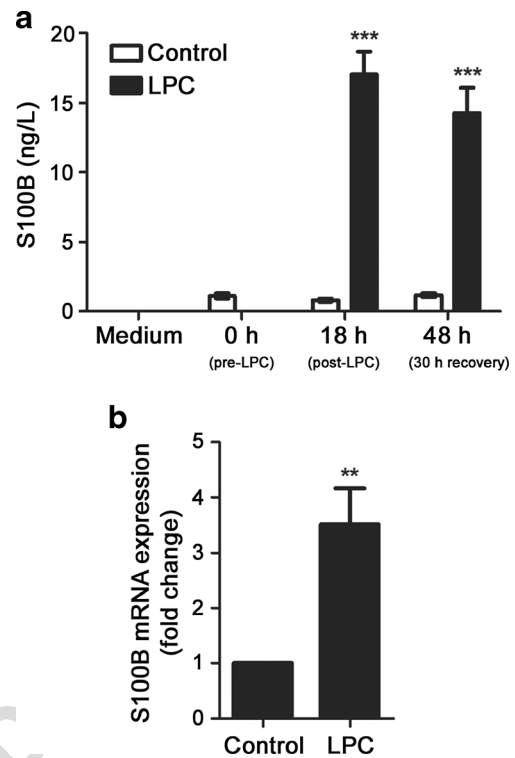 a
20
15
10
5
0
S100B (ng/L)
Control
LPC
***
***
Medium 0 h 18 h 48 h
(pre-LPC) (post-LPC) (30 h recovery)
b
5
4
3
2
1
0
S100B mRNA expression
(fold change)
**
Control LPC